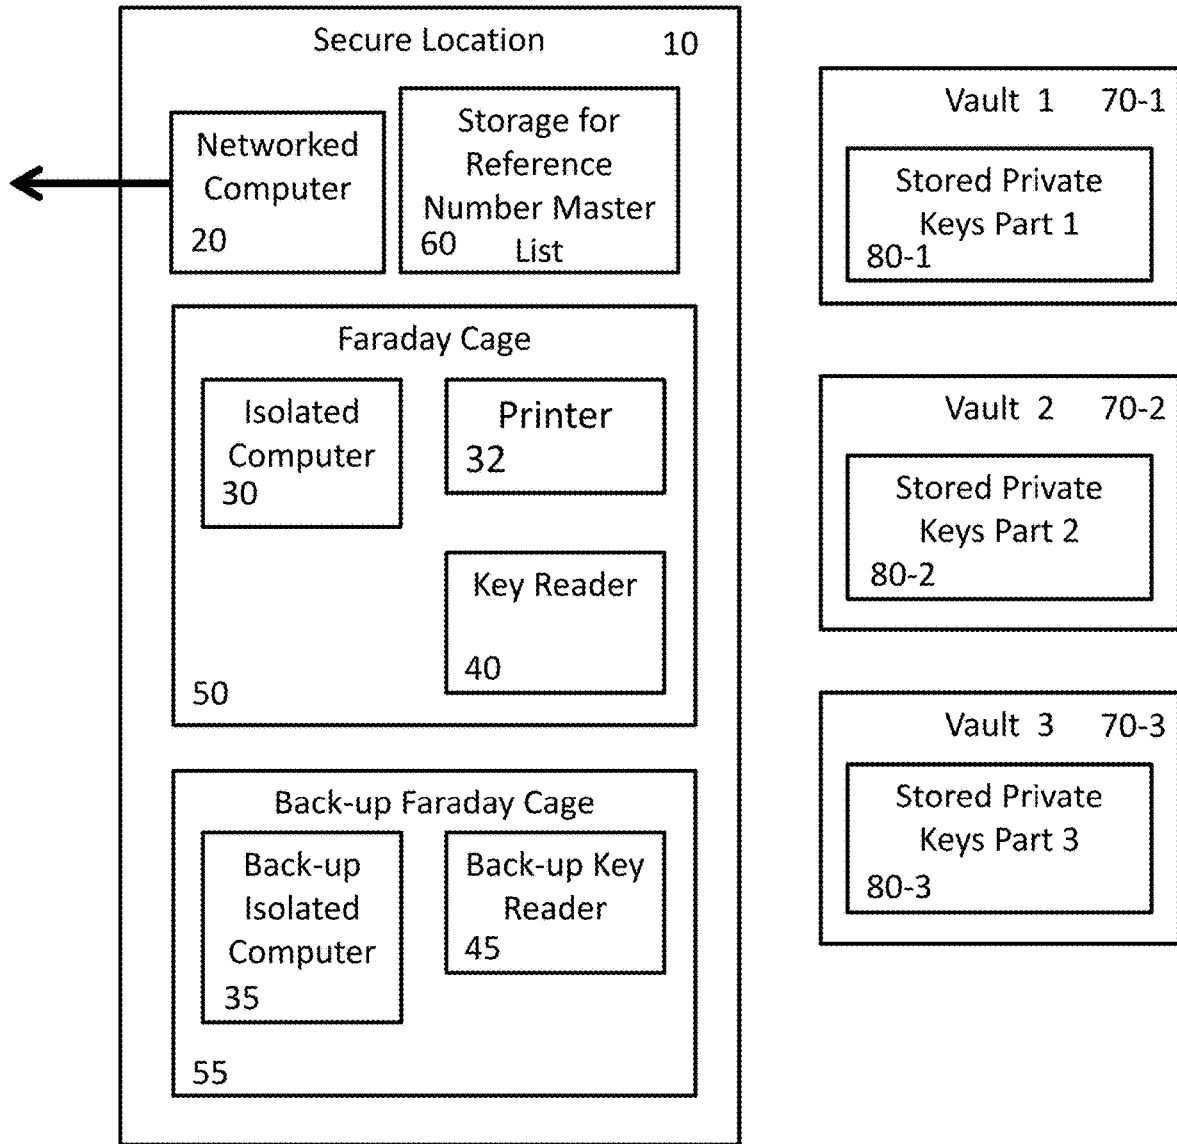 Secure Location 10
Networked
Computer
20
Storage for
Reference
Number Master
60 List
Faraday Cage
Isolated
Computer
30
Printer
32
Key Reader
40
50
Back-up Faraday Cage
Back-up
Isolated
Computer
35
Back-up Key
Reader
45
55
Vault 1 70-1
Stored Private
Keys Part 1
80-1
Vault 2 70-2
Stored Private
Keys Part 2
80-2
Vault 3 70-3
Stored Private
Keys Part 3
80-3